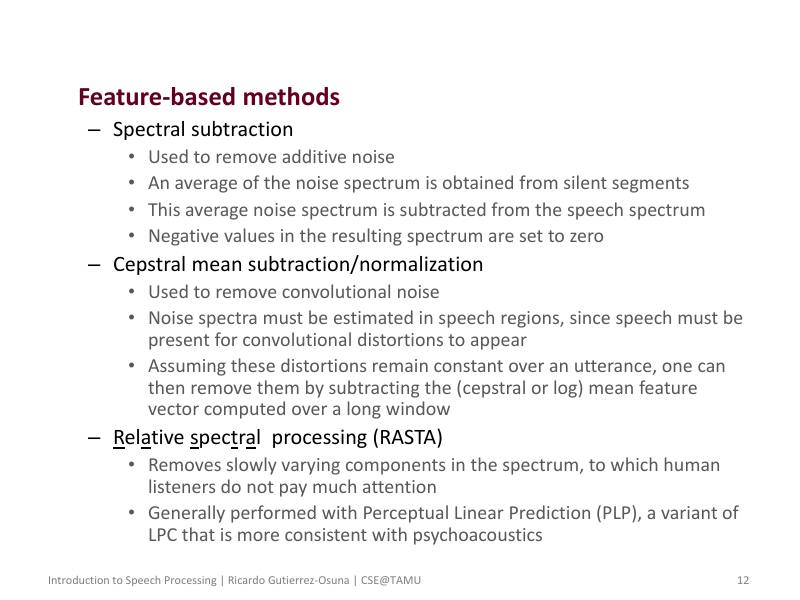 Feature-based methods
– Spectral subtraction
• Used to remove additive noise
• An average of the noise spectrum is obtained from silent segments
• This average noise spectrum is subtracted from the speech spectrum
• Negative values in the resulting spectrum are set to zero
– Cepstral mean subtraction/normalization
• Used to remove convolutional noise
• Noise spectra must be estimated in speech regions, since speech must be
present for convolutional distortions to appear
• Assuming these distortions remain constant over an utterance, one can
then remove them by subtracting the (cepstral or log) mean feature
vector computed over a long window
– Relative spectral  processing (RASTA)
• Removes slowly varying components in the spectrum, to which human
listeners do not pay much attention
• Generally performed with Perceptual Linear Prediction (PLP), a variant of
LPC that is more consistent with psychoacoustics
Introduction to Speech Processing | Ricardo Gutierrez-Osuna | CSE@TAMU 12